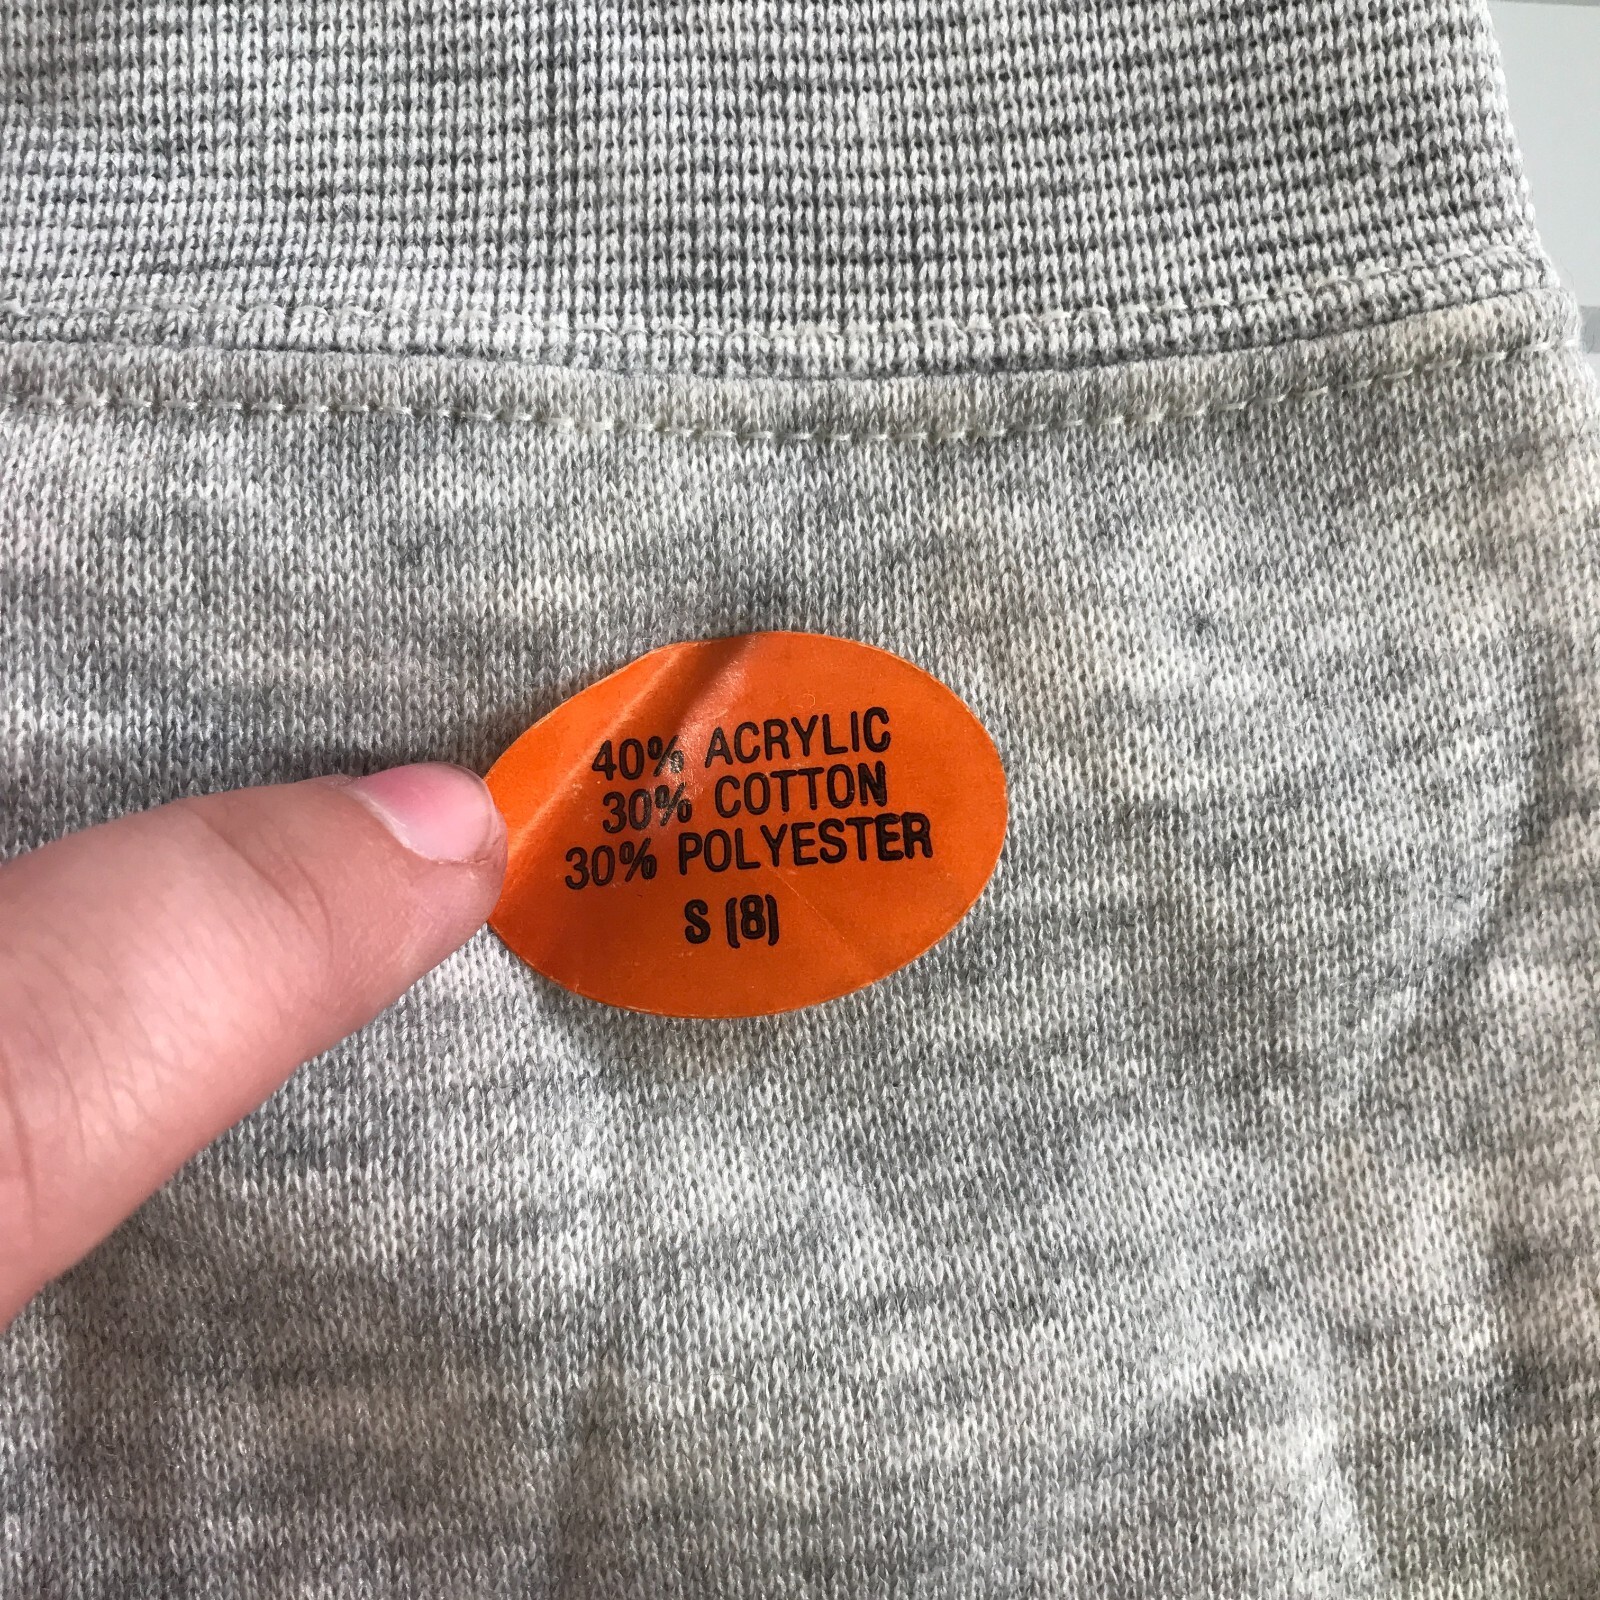 40% ACRYLIC
30% COTTON
30% POLYESTER
S (8)